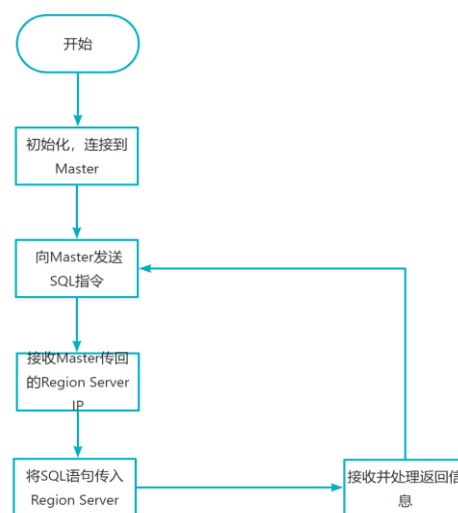 开始
初始化，连接到
Master
向Master发送
SQL指令
接收Master传回
的Region Server
IP
将SQL语句传入
Region Server
接收并处理返回信
息